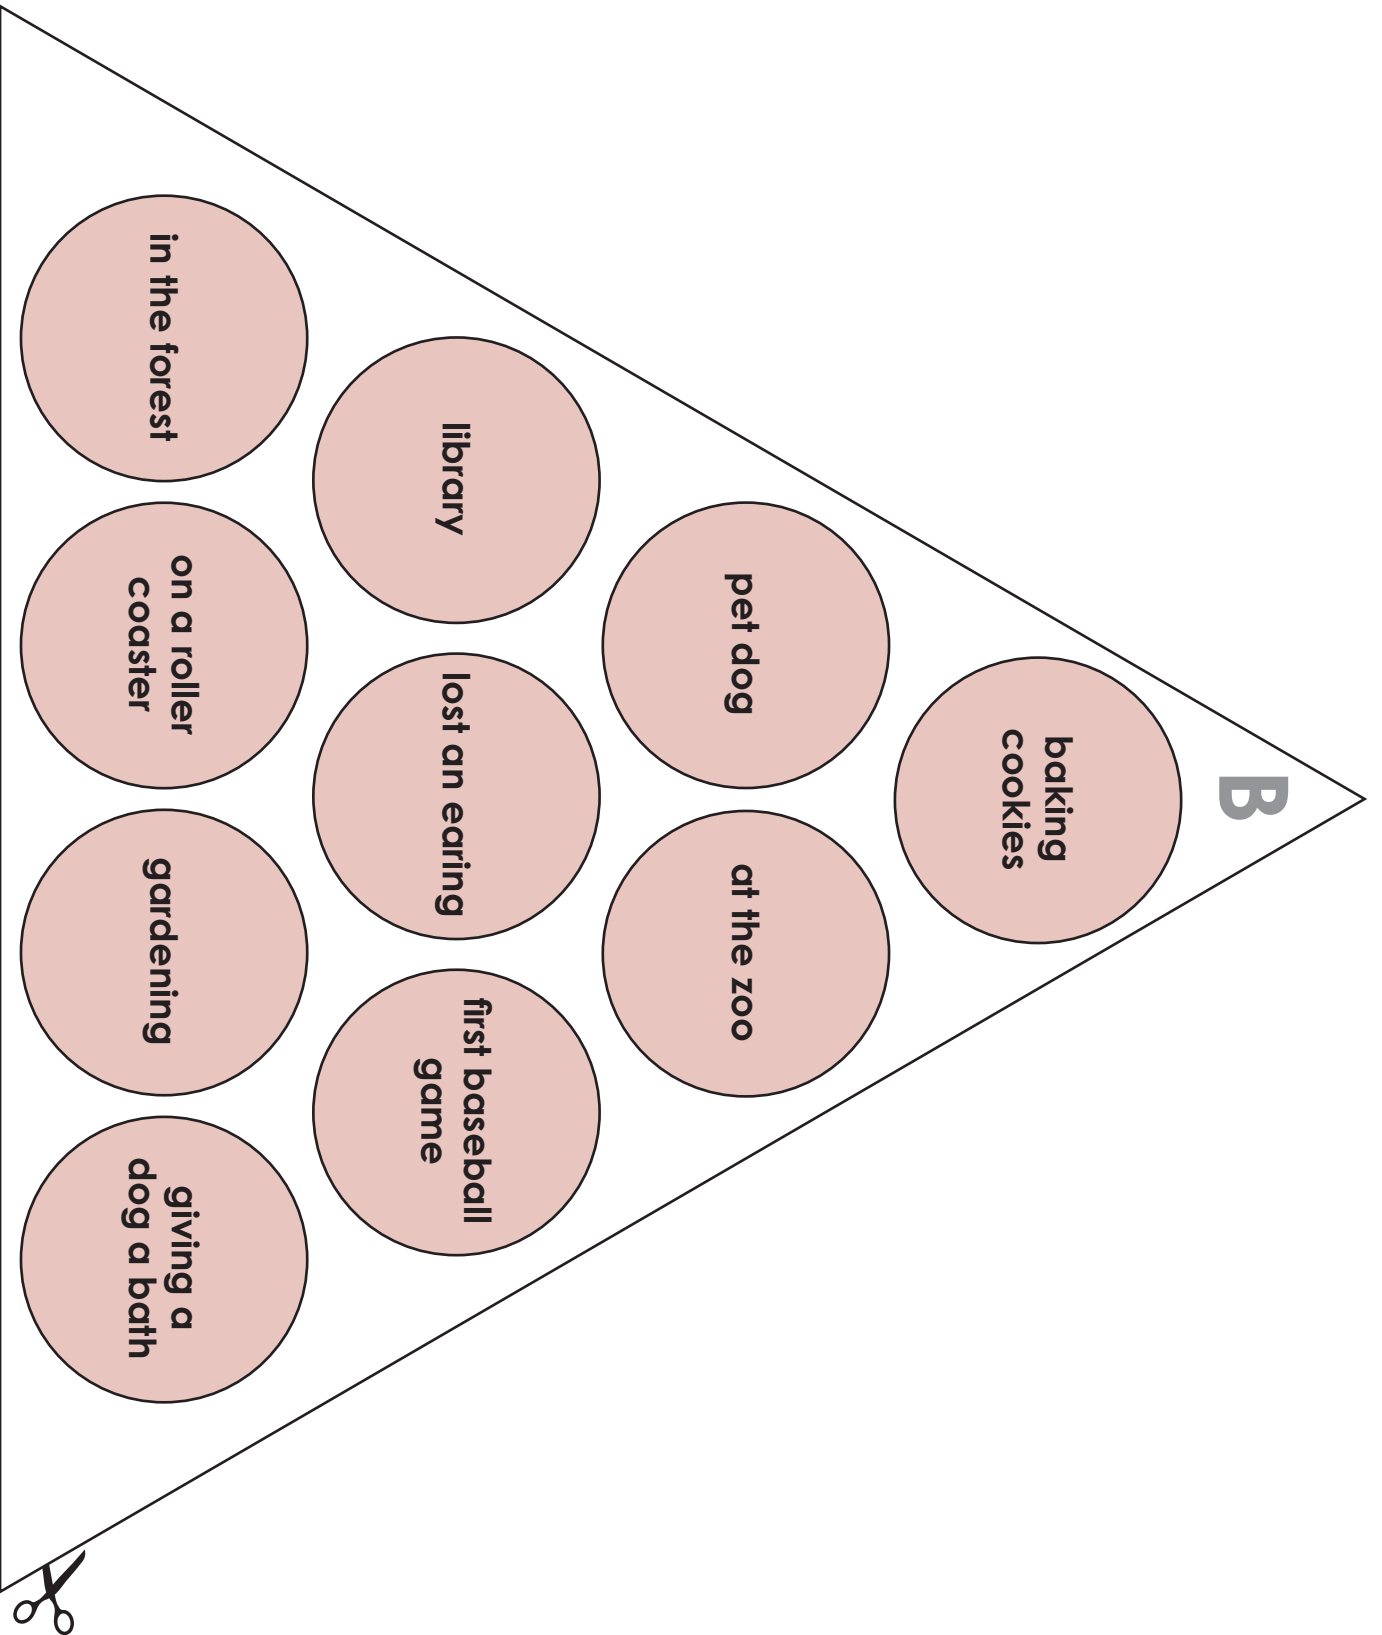 B
baking
cookies
pet dog
at the zoo
library
lost an earing
first baseball
game
in the forest
on a roller
coaster
gardening
giving a
dog a bath